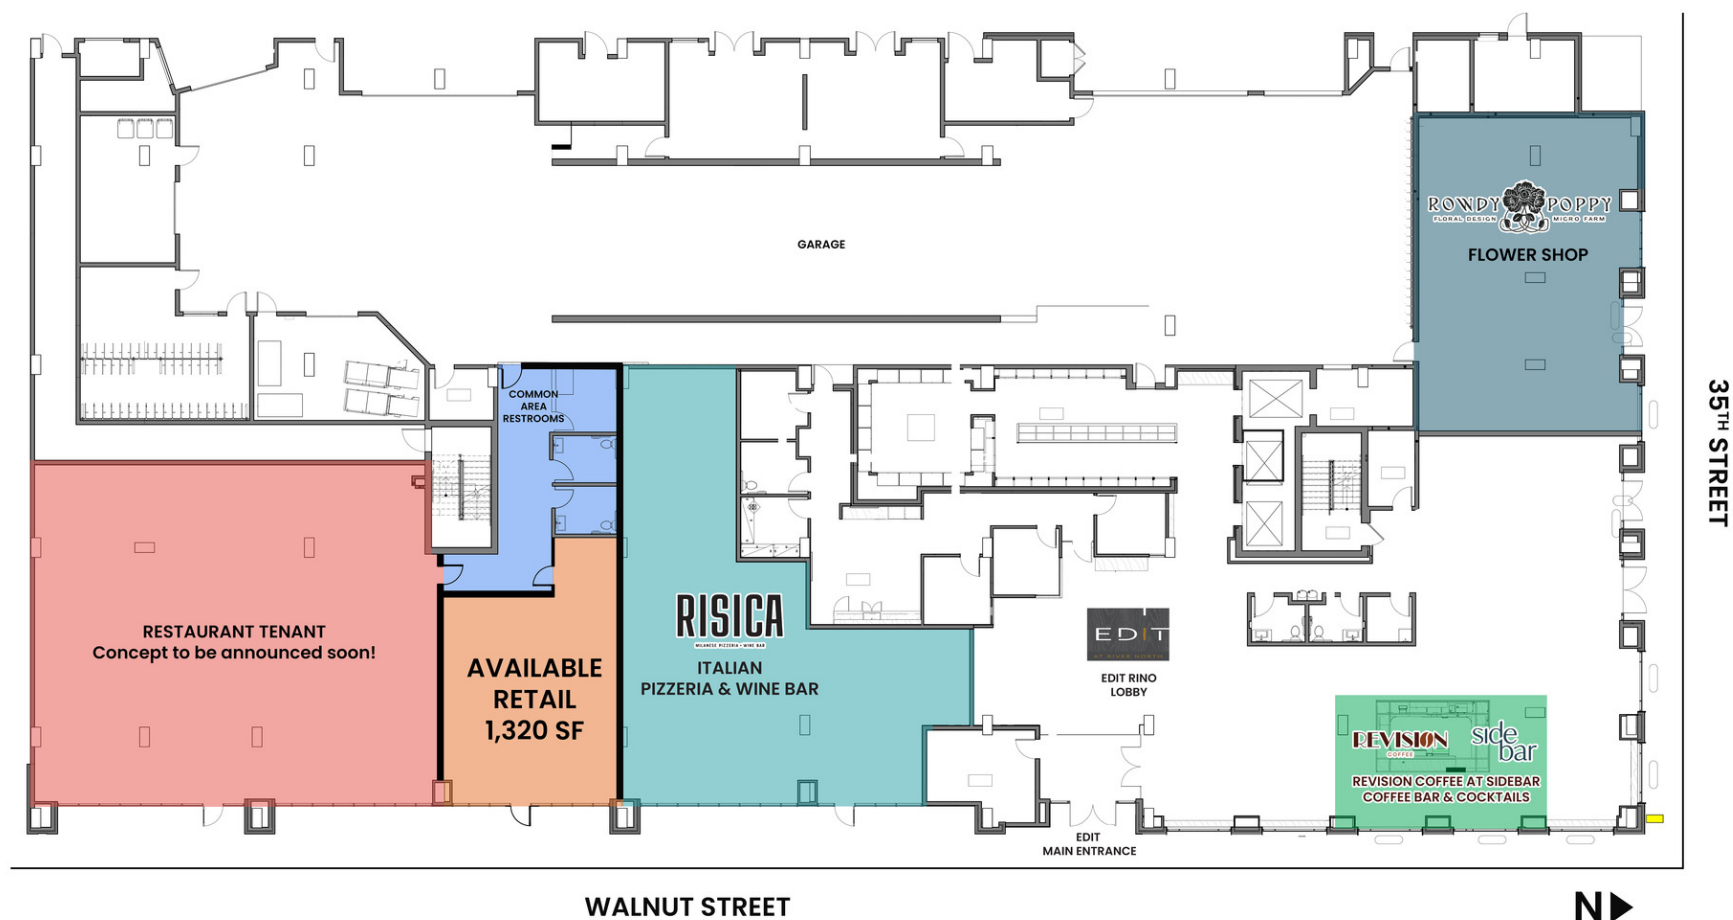 GARAGE
ROWDY POPPY
FLORAL DESIGN MICRO FARM
FLOWER SHOP
35TH STREET
COMMON
AREA
RESTROOMS
RESTAURANT TENANT
Concept to be announced soon!
AVAILABLE
RETAIL
1,320 SF
RISICA
MILANESE PIZZERIA • WINE BAR
ITALIAN
PIZZERIA & WINE BAR
EDIT
AT RIVER NORTH
EDIT RINO
LOBBY
REVISION
COFFEE
side
bar
REVISION COFFEE AT SIDEBAR
COFFEE BAR & COCKTAILS
EDIT
MAIN ENTRANCE
WALNUT STREET
N